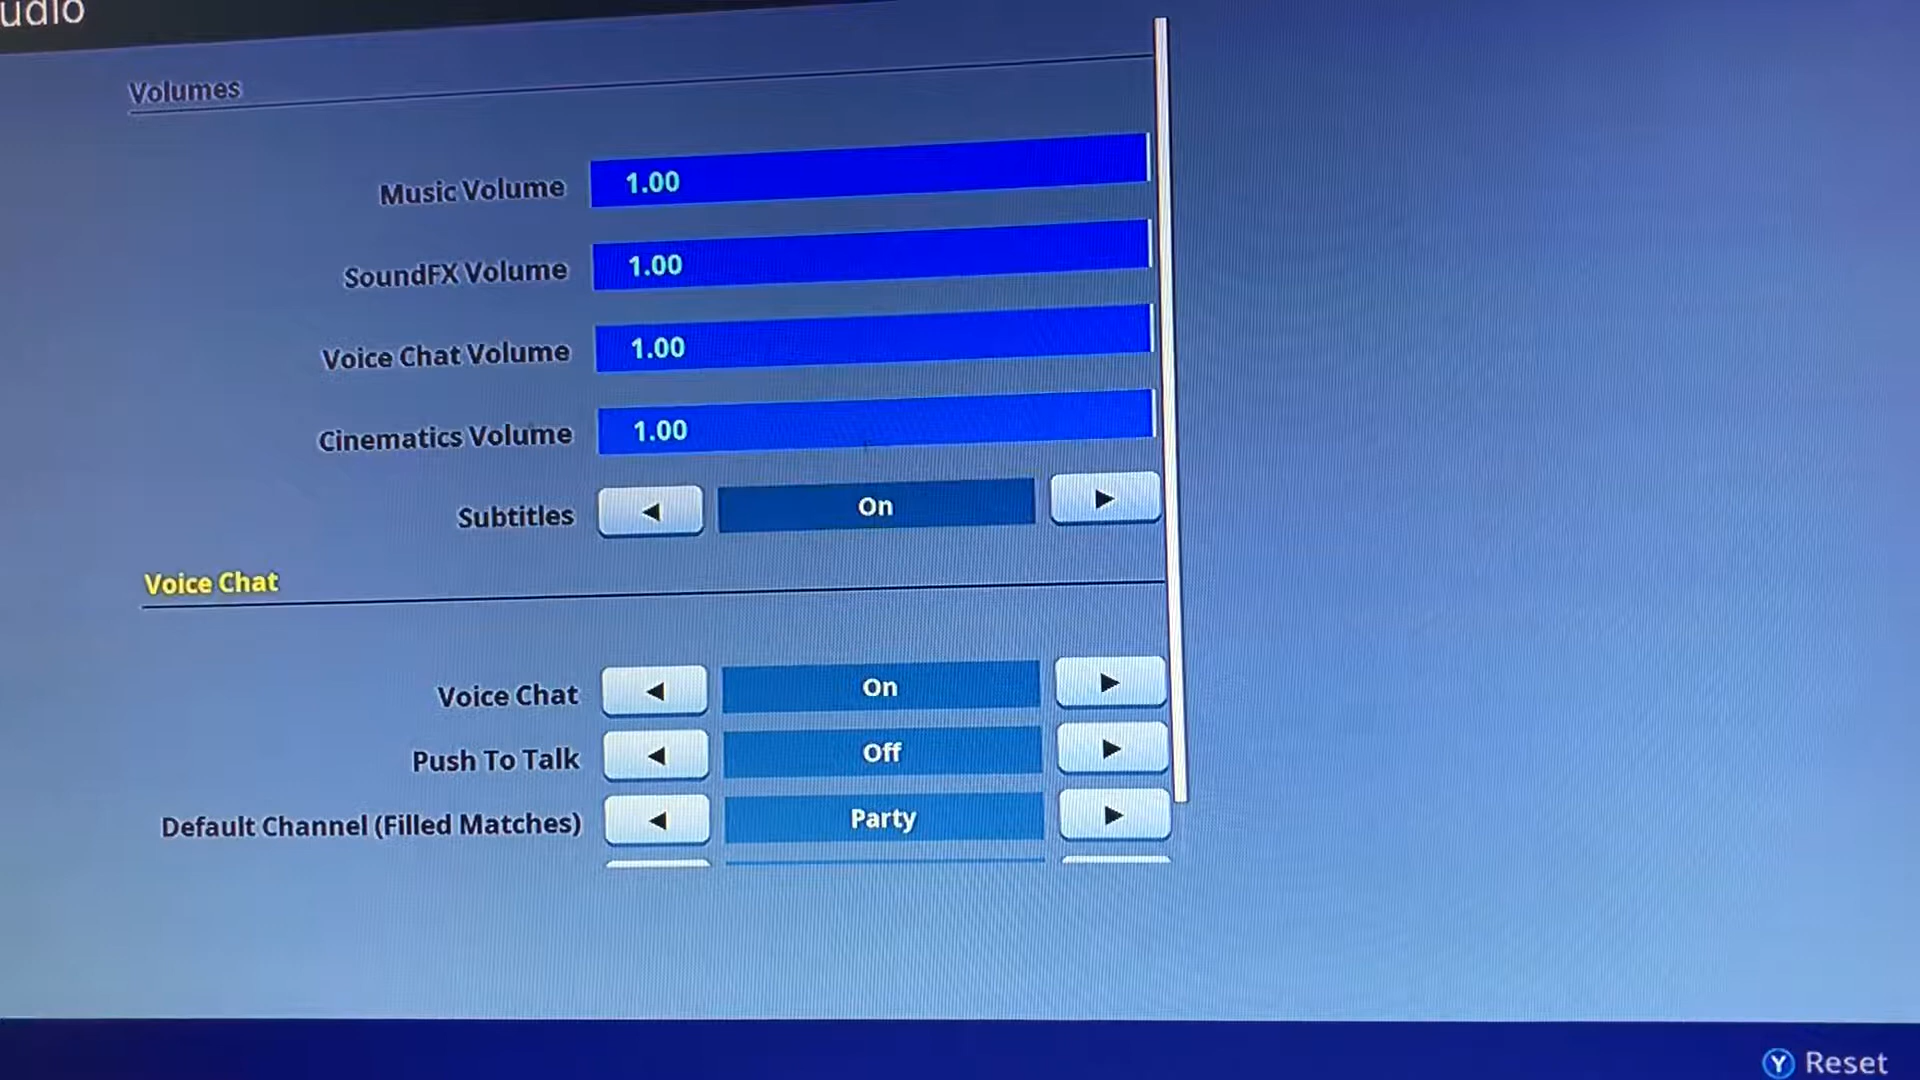 udio
Volumes
Music Volume 1.00
SoundFX Volume 1.00
Voice Chat Volume 1.00
Cinematics Volume 1.00
Subtitles ◀ On ▶
Voice Chat
Voice Chat ◀ On ▶
Push To Talk ◀ Off ▶
Default Channel (Filled Matches) ◀ Party ▶
Y Reset